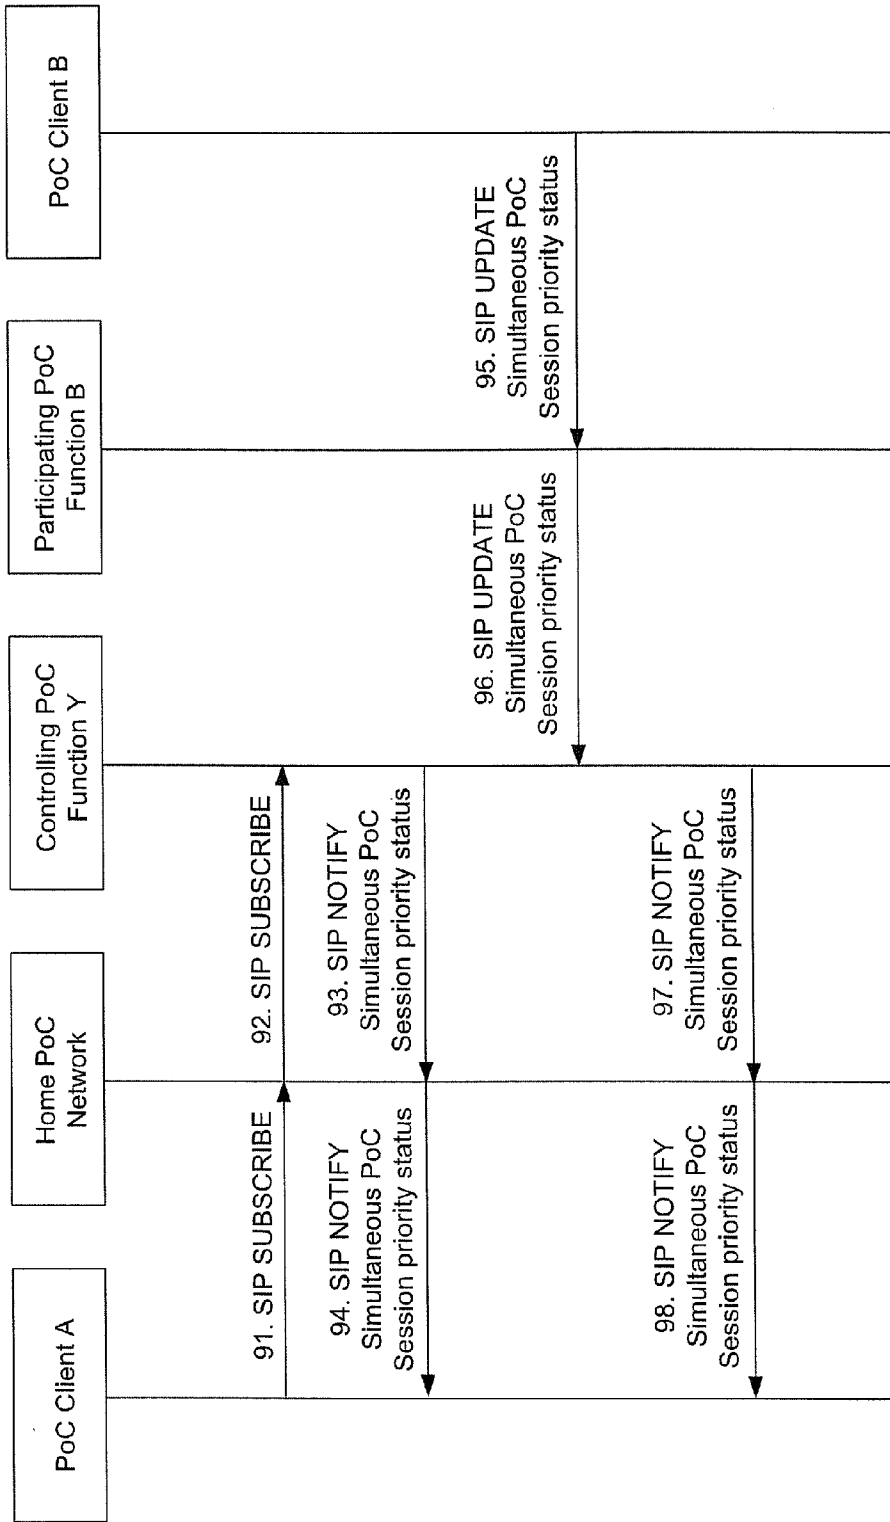 PoC Client A
Home PoC
Network
Controlling PoC
Function Y
Participating PoC
Function B
PoC Client B
91. SIP SUBSCRIBE
92. SIP SUBSCRIBE
93. SIP NOTIFY
Simultaneous PoC
Session priority status
94. SIP NOTIFY
Simultaneous PoC
Session priority status
95. SIP UPDATE
Simultaneous PoC
Session priority status
96. SIP UPDATE
Simultaneous PoC
Session priority status
97. SIP NOTIFY
Simultaneous PoC
Session priority status
98. SIP NOTIFY
Simultaneous PoC
Session priority status